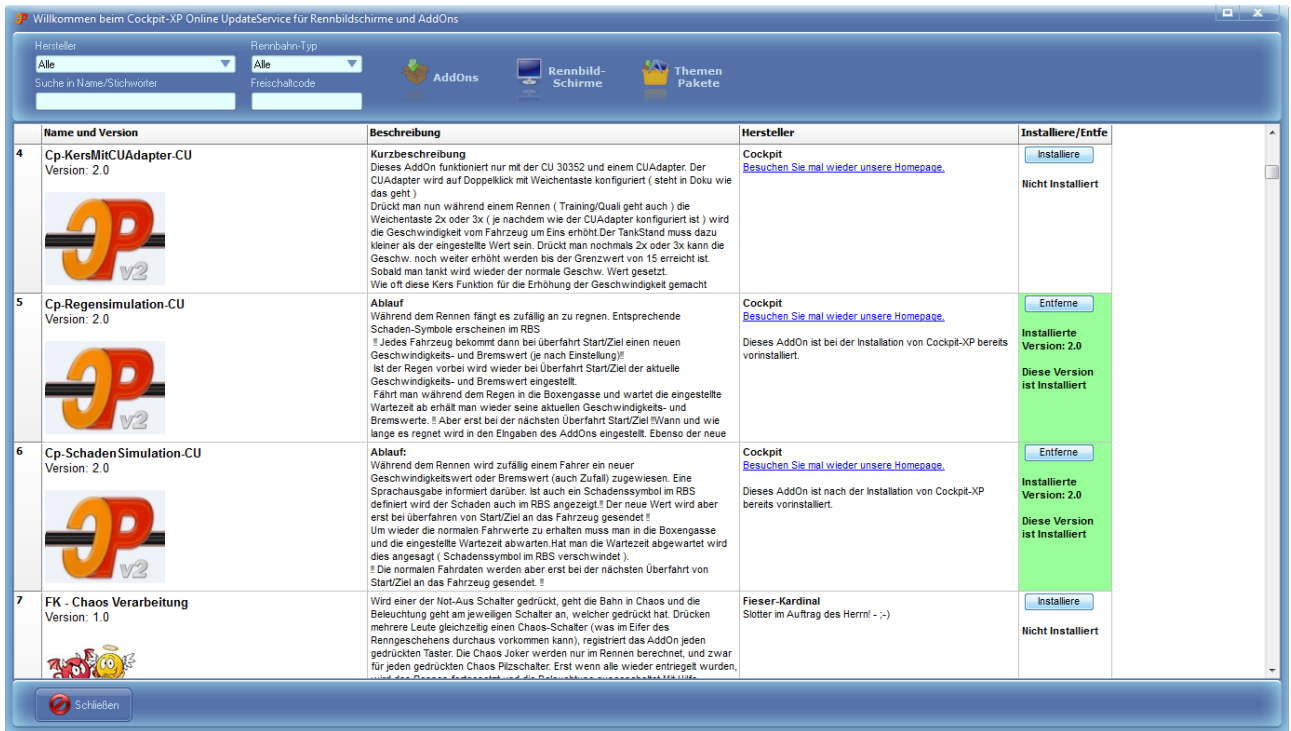 Willkommen beim Cockpit-XP Online UpdateService für Rennbildschirme und AddOns
Hersteller
Rennbahn-Typ
Alle
Alle
Suche in Name/Stichwörter
Freischaltcode
AddOns
Rennbild-
Schirme
Themen
Pakete
Name und Version
Beschreibung
Hersteller
Installiere/Entfe
4
Cp-KersMitCUAdapter-CU
Version: 2.0
v2
Kurzbeschreibung
Dieses AddOn funktioniert nur mit der CU 30352 und einem CUAdapter. Der
CUAdapter wird auf Doppelklick mit Weichentaste konfiguriert ( steht in Doku wie
das geht )
Drückt man nun während einem Rennen ( Training/Quali geht auch ) die
Weichentaste 2x oder 3x ( je nachdem wie der CUAdapter konfiguriert ist ) wird
die Geschwindigkeit vom Fahrzeug um Eins erhöht.Der TankStand muss dazu
kleiner als der eingestellte Wert sein. Drückt man nochmals 2x oder 3x kann die
Geschw. noch weiter erhöht werden bis der Grenzwert von 15 erreicht ist.
Sobald man tankt wird wieder der normale Geschw. Wert gesetzt.
Wie oft diese Kers Funktion für die Erhöhung der Geschwindigkeit gemacht
Cockpit
Besuchen Sie mal wieder unsere Homepage.
Installiere
Nicht Installiert
5
Cp-Regensimulation-CU
Version: 2.0
v2
Ablauf
Während dem Rennen fängt es zufällig an zu regnen. Entsprechende
Schaden-Symbole erscheinen im RBS
!! Jedes Fahrzeug bekommt dann bei überfahrt Start/Ziel einen neuen
Geschwindigkeits- und Bremswert (je nach Einstellung)!!
Ist der Regen vorbei wird wieder bei Überfahrt Start/Ziel der aktuelle
Geschwindigkeits- und Bremswert eingestellt.
Fährt man während dem Regen in die Boxengasse und wartet die eingestellte
Wartezeit ab erhält man wieder seine aktuellen Geschwindigkeits- und
Bremswerte. !! Aber erst bei der nächsten Überfahrt Start/Ziel !!Wann und wie
lange es regnet wird in den EIngaben des AddOns eingestellt. Ebenso der neue
Cockpit
Besuchen Sie mal wieder unsere Homepage.
Dieses AddOn ist bei der Installation von Cockpit-XP bereits
vorinstalliert.
Entferne
Installierte
Version: 2.0
Diese Version
ist Installiert
6
Cp-SchadenSimulation-CU
Version: 2.0
v2
Ablauf:
Während dem Rennen wird zufällig einem Fahrer ein neuer
Geschwindigkeitswert oder Bremswert (auch Zufall) zugewiesen. Eine
Sprachausgabe informiert darüber. Ist auch ein Schadenssymbol im RBS
definiert wird der Schaden auch im RBS angezeigt.!! Der neue Wert wird aber
erst bei überfahren von Start/Ziel an das Fahrzeug gesendet !!
Um wieder die normalen Fahrwerte zu erhalten muss man in die Boxengasse
und die eingestellte Wartezeit abwarten.Hat man die Wartezeit abgewartet wird
dies angesagt ( Schadenssymbol im RBS verschwindet ).
!! Die normalen Fahrdaten werden aber erst bei der nächsten Überfahrt von
Start/Ziel an das Fahrzeug gesendet. !!
Cockpit
Besuchen Sie mal wieder unsere Homepage.
Dieses AddOn ist nach der Installation von Cockpit-XP
bereits vorinstalliert.
Entferne
Installierte
Version: 2.0
Diese Version
ist Installiert
7
FK - Chaos Verarbeitung
Version: 1.0
Wird einer der Not-Aus Schalter gedrückt, geht die Bahn in Chaos und die
Beleuchtung geht am jeweiligen Schalter an, welcher gedrückt hat. Drücken
mehrere Leute gleichzeitig einen Chaos-Schalter (was im Eifer des
Renngeschehens durchaus vorkommen kann), registriert das AddOn jeden
gedrückten Taster. Die Chaos Joker werden nur im Rennen berechnet, und zwar
für jeden gedrückten Chaos Pilzschalter. Erst wenn alle wieder entriegelt wurden,
Fieser-Kardinal
Slotter im Auftrag des Herrn! - ;-)
Installiere
Nicht Installiert
Schließen